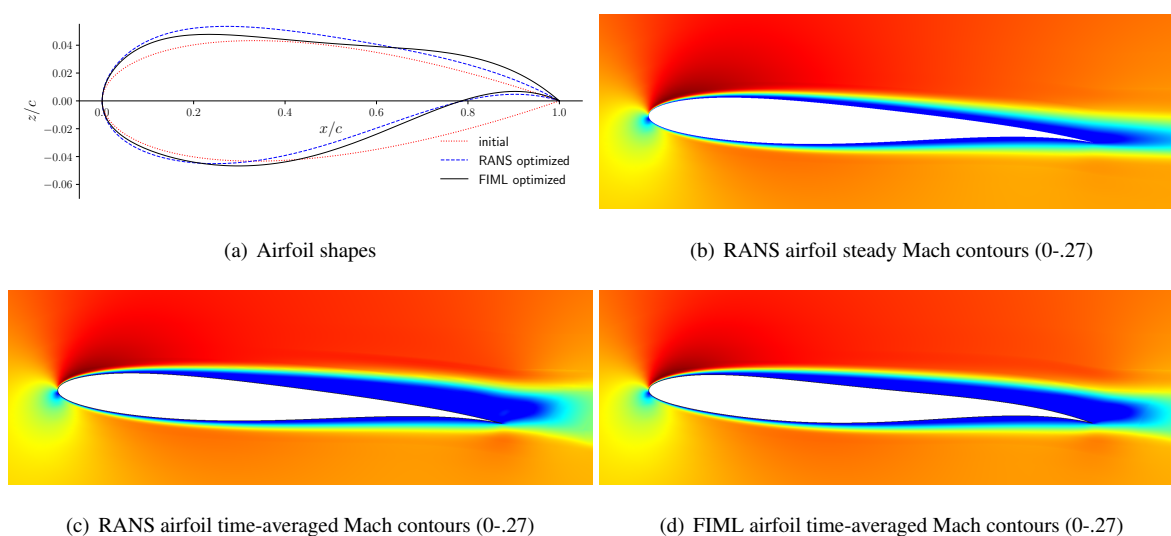 0.04
0.02
0.00
−0.02
−0.04
−0.06
z/c
0.0
0.2
0.4
0.6
0.8
1.0
x/c
initial
RANS optimized
FIML optimized
(a) Airfoil shapes
(b) RANS airfoil steady Mach contours (0-.27)
(c) RANS airfoil time-averaged Mach contours (0-.27)
(d) FIML airfoil time-averaged Mach contours (0-.27)